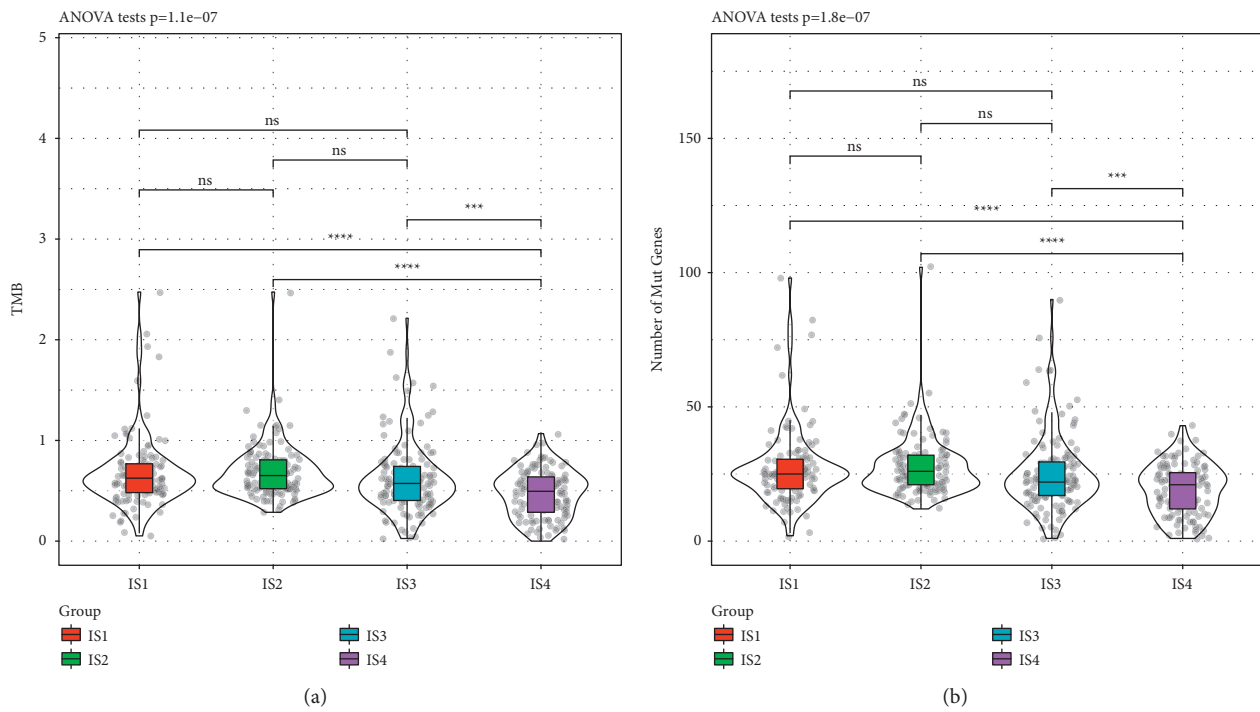 ANOVA tests p=1.1e−07
5
4
3
2
1
0
TMB
ns
ns
ns
***
****
****
IS1 IS2 IS3 IS4
Group
IS1 IS3
IS2 IS4
(a)
ANOVA tests p=1.8e−07
150
100
50
0
Number of Mut Genes
ns
ns
ns
***
****
****
IS1 IS2 IS3 IS4
Group
IS1 IS3
IS2 IS4
(b)